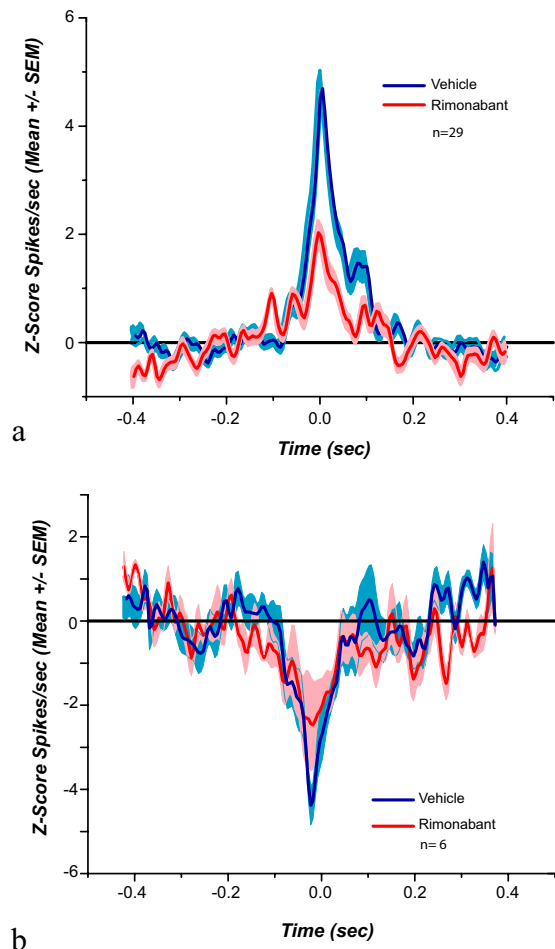 6
4
2
0
Z-Score Spikes/sec (Mean +/- SEM)
Vehicle
Rimonabant
n=29
-0.4 -0.2 0.0 0.2 0.4
Time (sec)
a
2
0
-2
-4
-6
Z-Score Spikes/sec (Mean +/- SEM)
Vehicle
Rimonabant
n= 6
-0.4 -0.2 0.0 0.2 0.4
Time (sec)
b